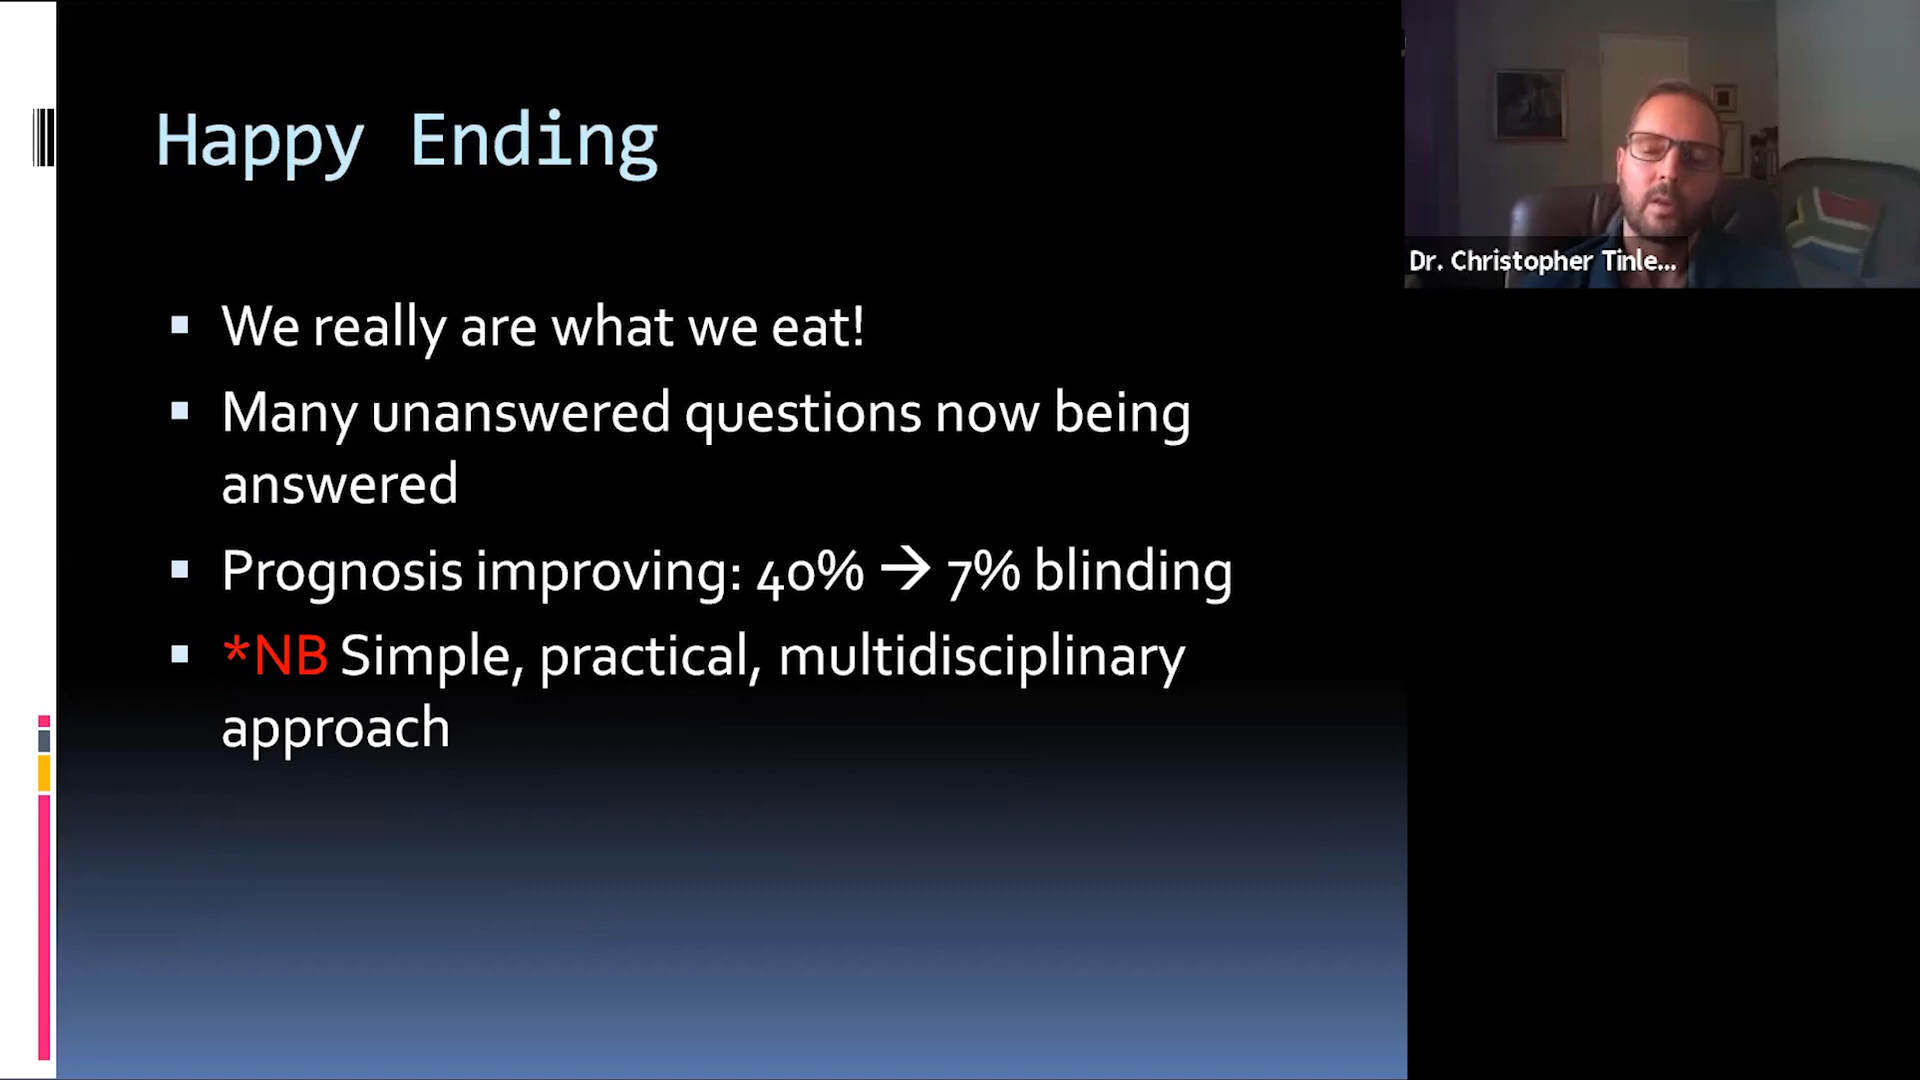 Happy Ending
We really are what we eat!
Many unanswered questions now being
answered
Prognosis improving: 40% → 7% blinding
*NB Simple, practical, multidisciplinary
approach
Dr. Christopher Tinle...